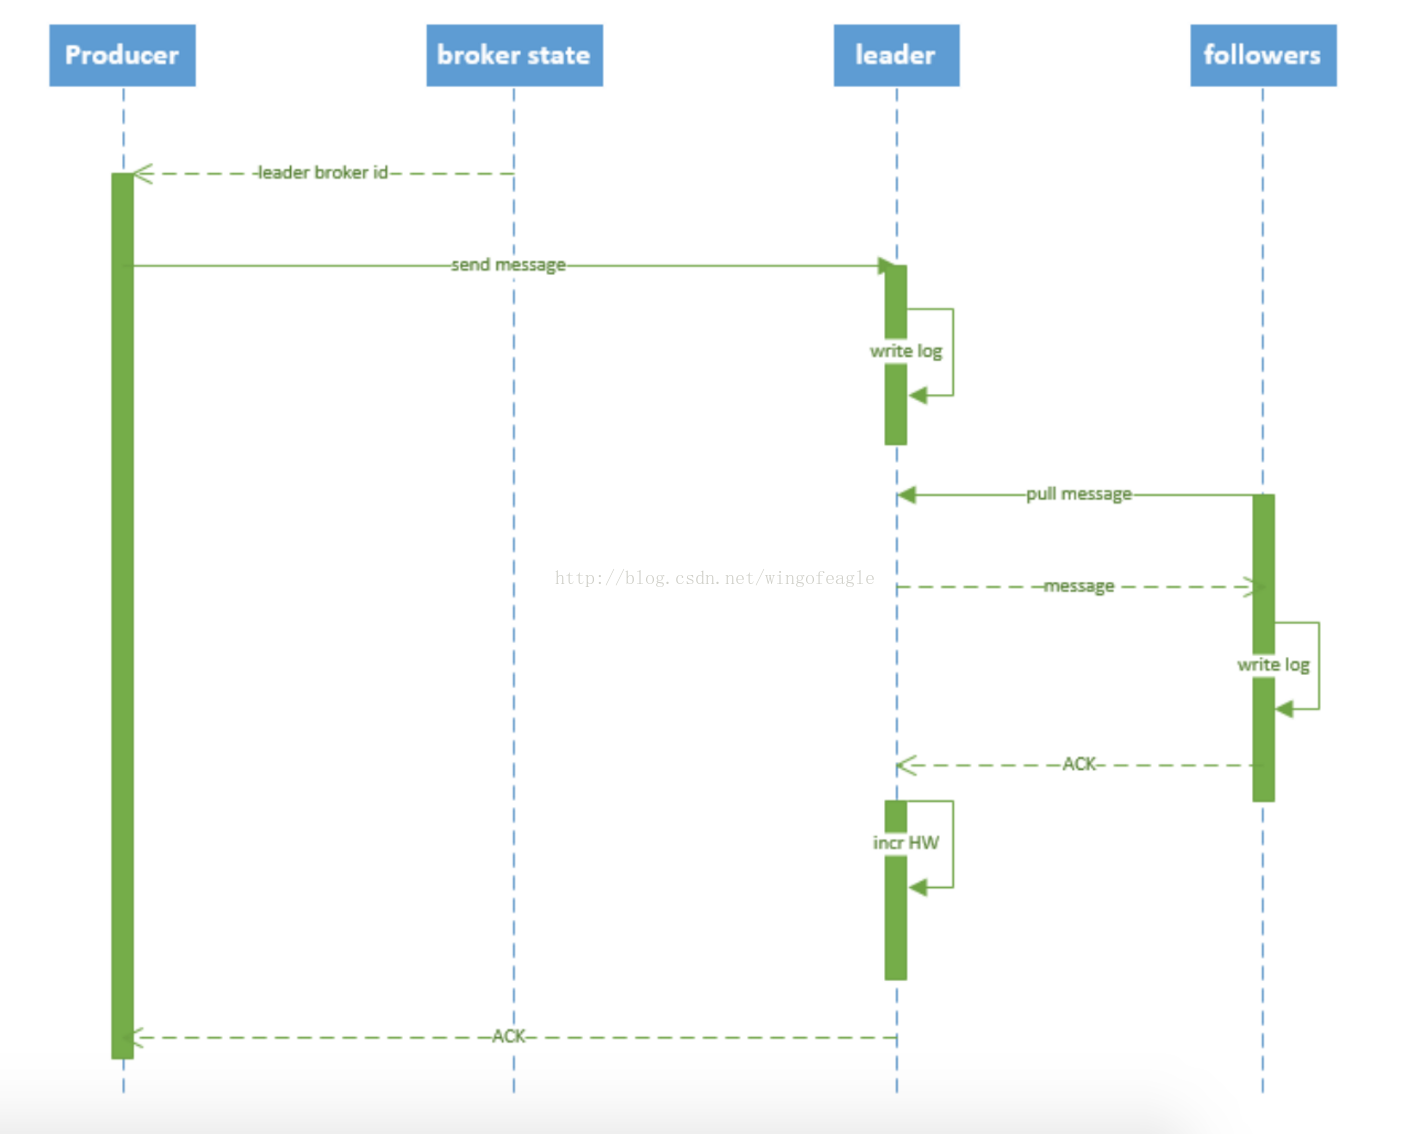 Producer
broker state
leader
followers
leader broker id
send message
write log
pull message
http://blog.csdn.net/wingofeagle
message
write log
ACK
incr HW
ACK